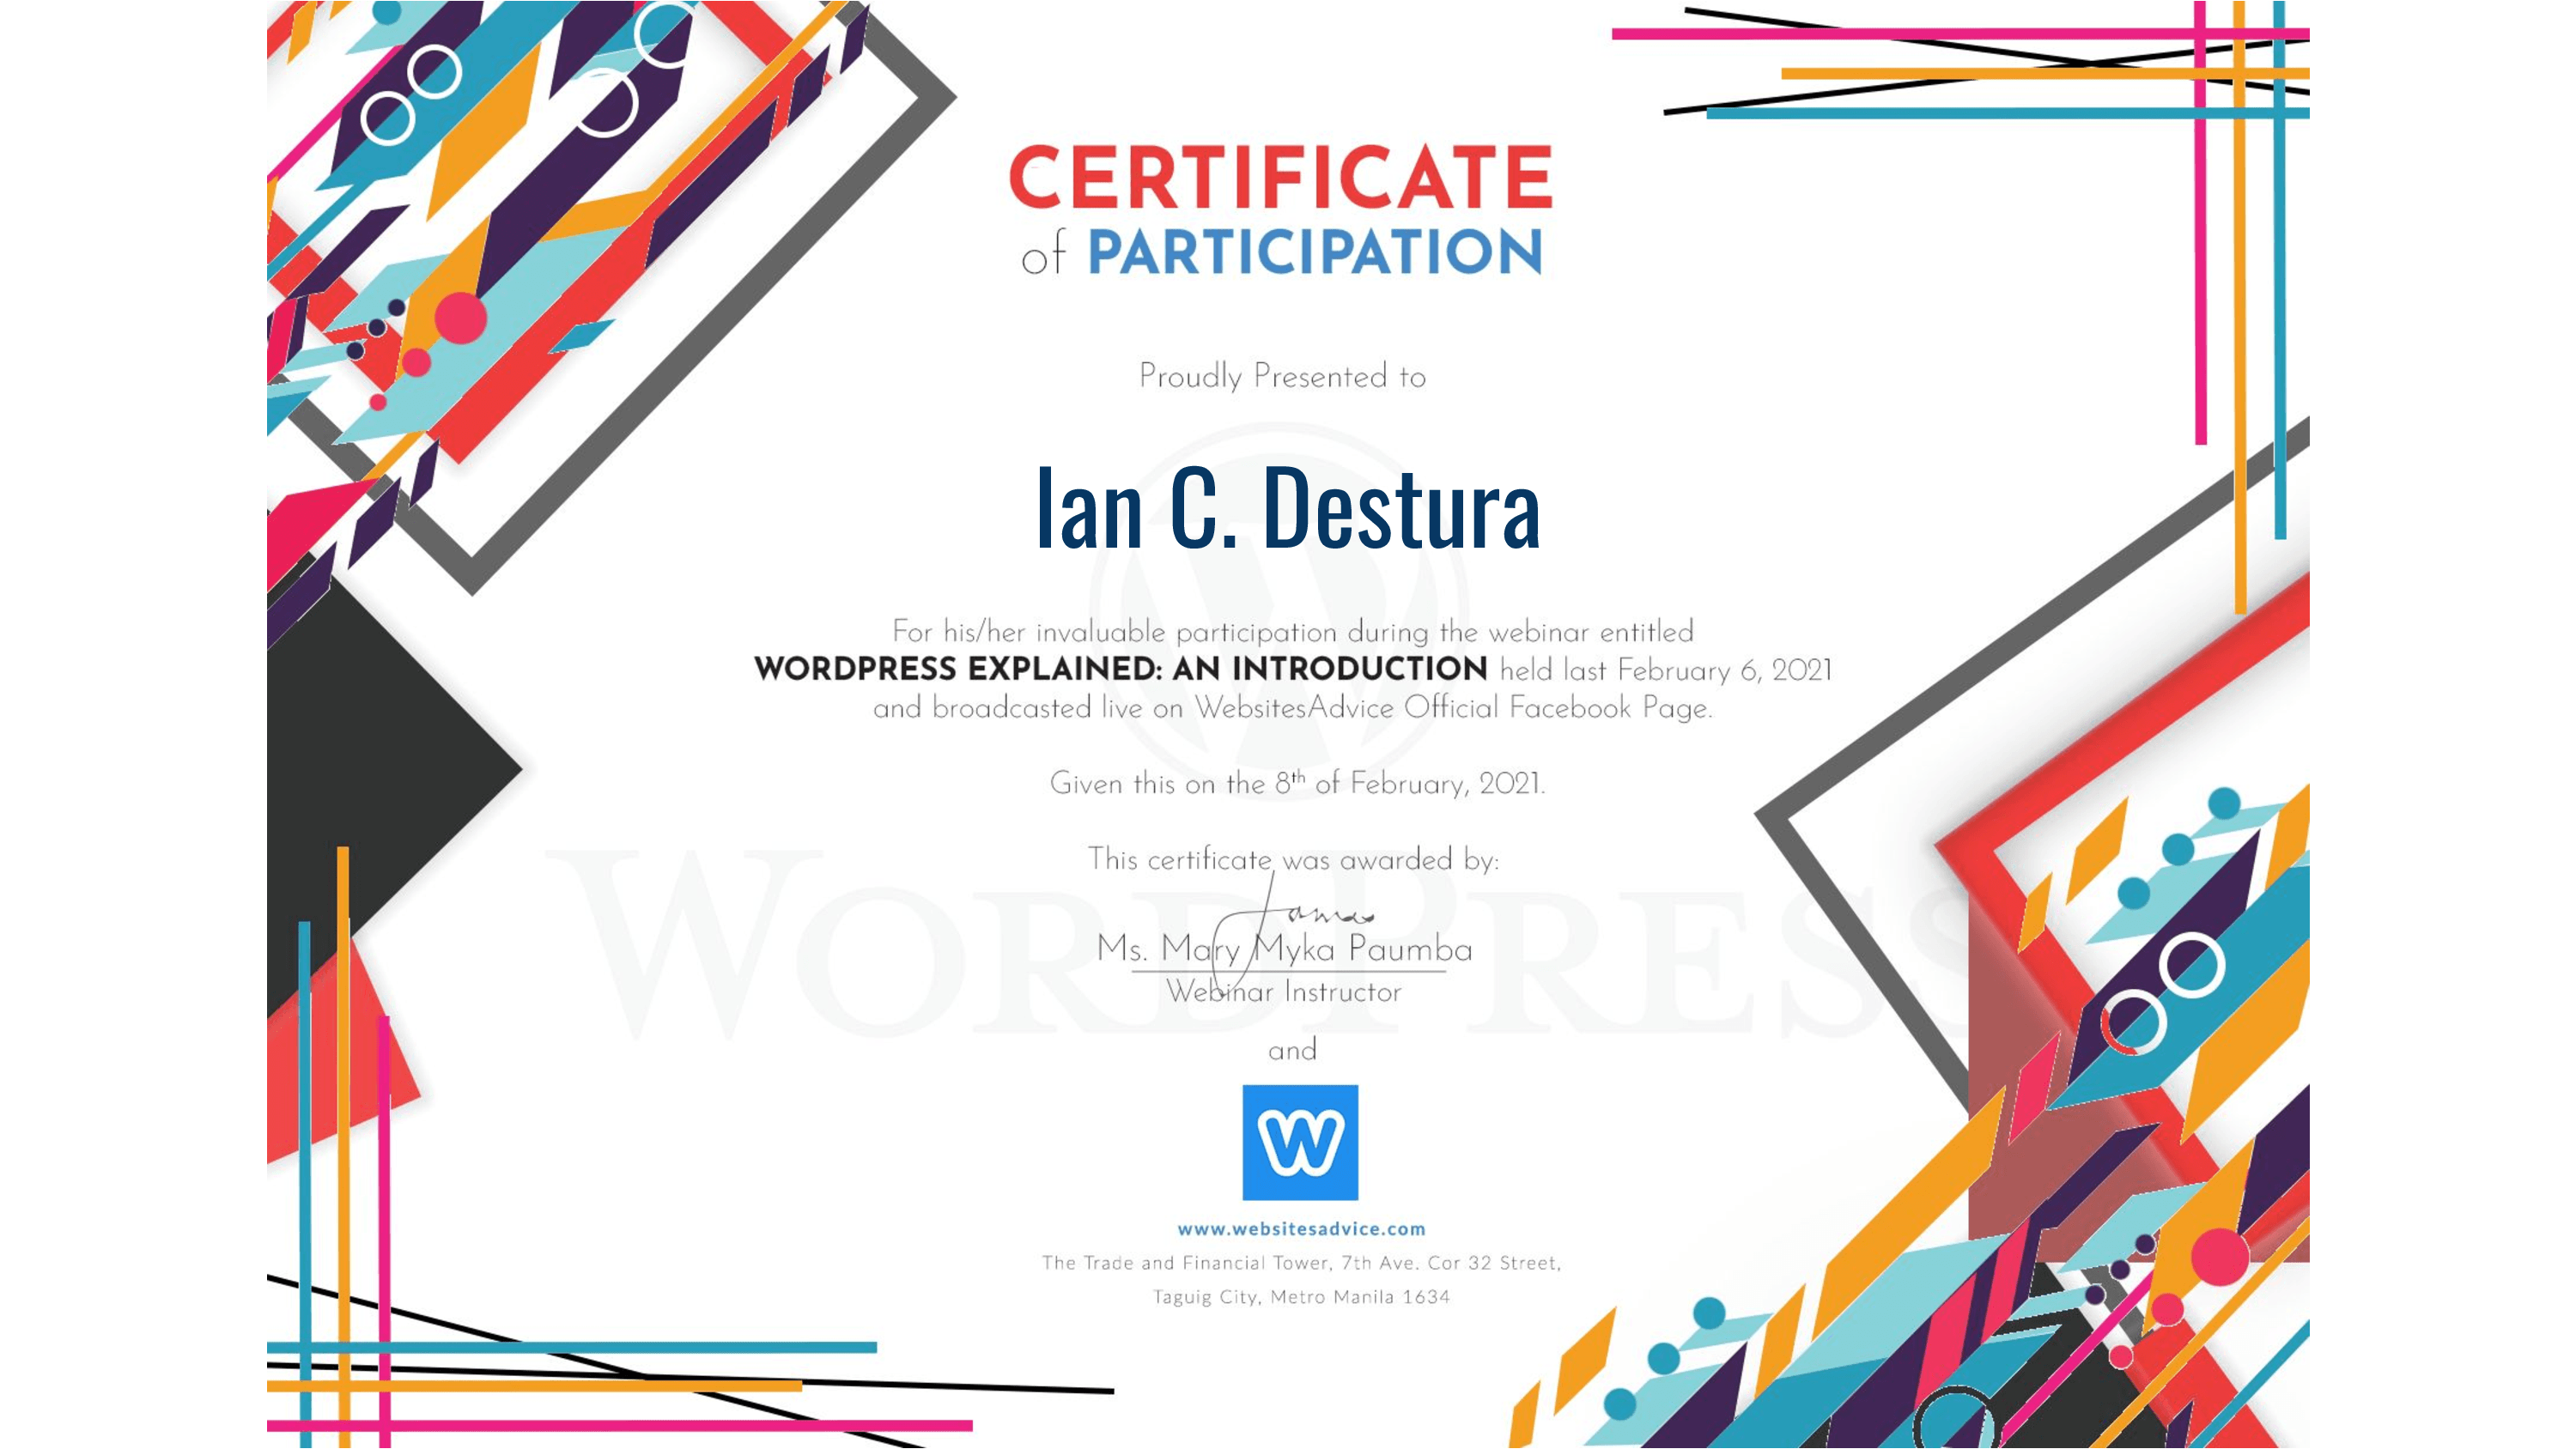 CERTIFICATE
of PARTICIPATION
Proudly Presented to
Ian C. Destura
For his/her invaluable participation during the webinar entitled
WORDPRESS EXPLAINED: AN INTRODUCTION held last February 6, 2021
and broadcasted live on WebsitesAdvice Official Facebook Page.
Given this on the 8th of February, 2021.
This certificate was awarded by:
Ms. Mary Myka Paumba
Webinar Instructor
WORDPRESS
and
W
www.websitesadvice.com
The Trade and Financial Tower, 7th Ave. Cor 32 Street,
Taguig City, Metro Manila 1634